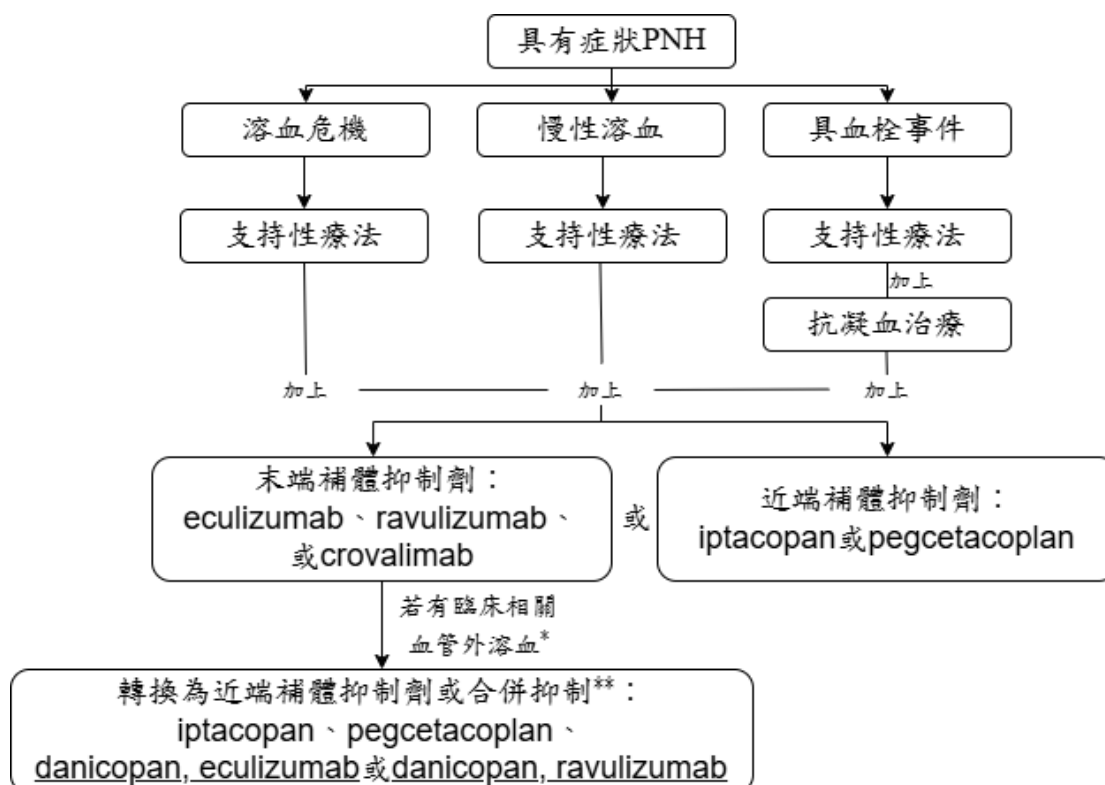 具有症狀PNH
溶血危機
慢性溶血
具血栓事件
支持性療法
支持性療法
支持性療法
加上
抗凝血治療
加上
加上
加上
末端補體抑制劑：
eculizumab、ravulizumab、
或crovalimab
或
近端補體抑制劑：
iptacopan或pegcetacoplan
若有臨床相關
血管外溶血*
轉換為近端補體抑制劑或合併抑制**：
iptacopan、pegcetacoplan、
danicopan, eculizumab或danicopan, ravulizumab